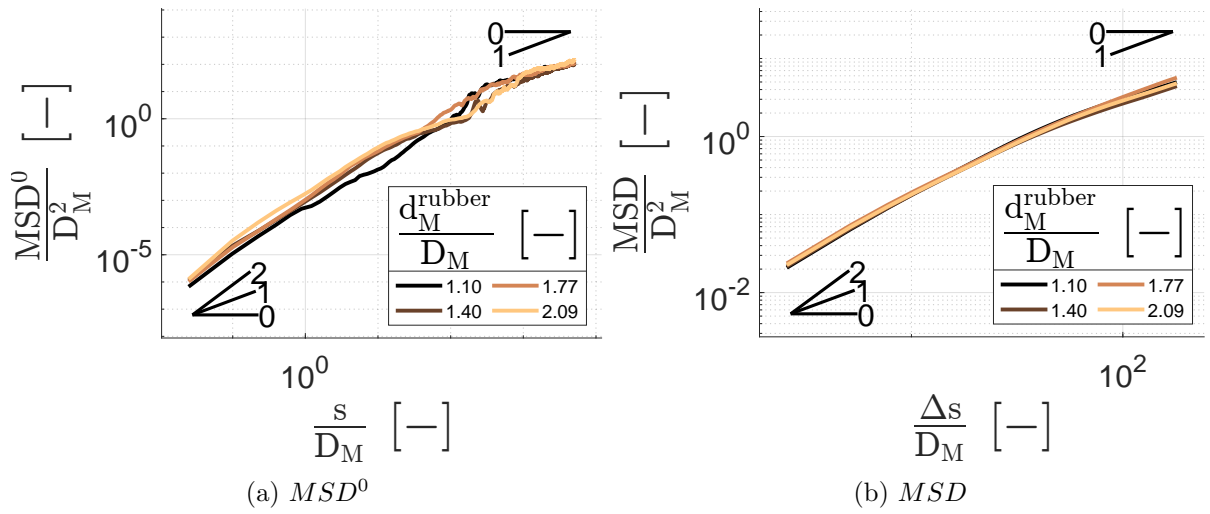 0
1
MSD^0 / D_M^2 [—]
10^0
10^-5
2
1
0
d_M^rubber / D_M [—]
1.10 1.77
1.40 2.09
10^0
s / D_M [—]
(a) MSD^0
0
1
MSD / D_M^2 [—]
10^0
10^-2
2
1
0
d_M^rubber / D_M [—]
1.10 1.77
1.40 2.09
10^2
Δs / D_M [—]
(b) MSD